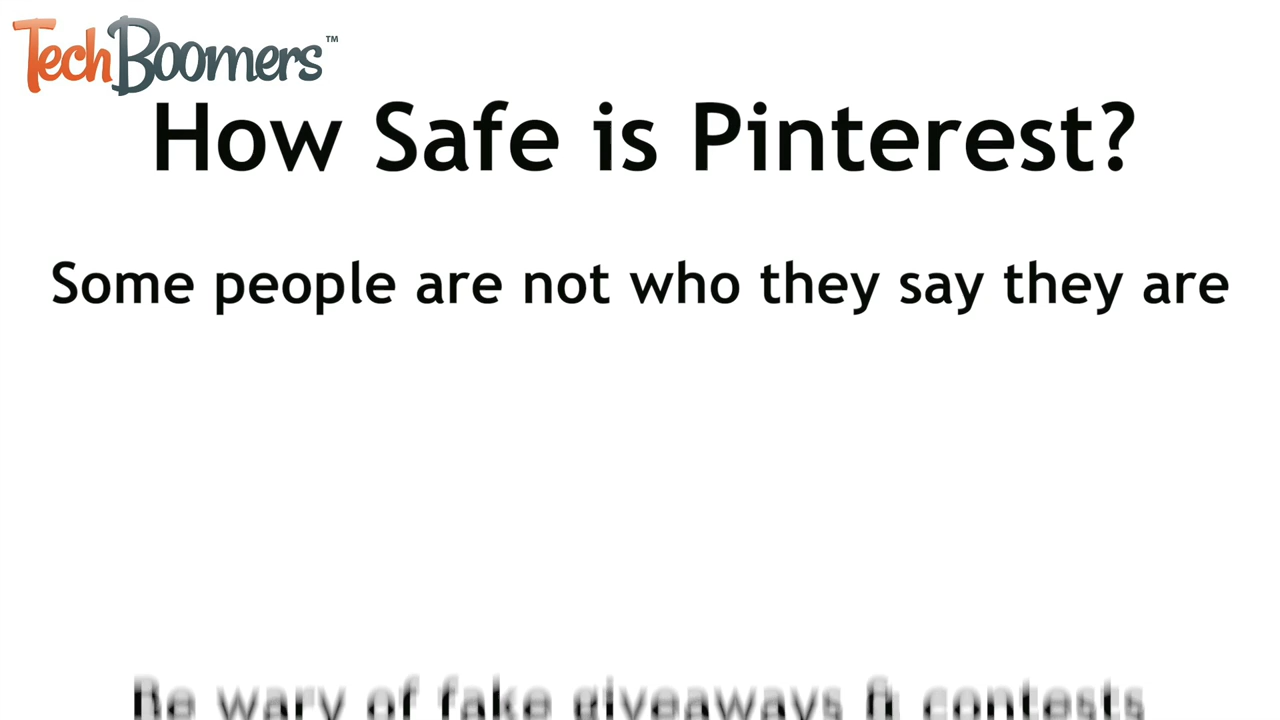 TechBoomers™
How Safe is Pinterest?
Some people are not who they say they are
Be wary of fake giveaways & contests